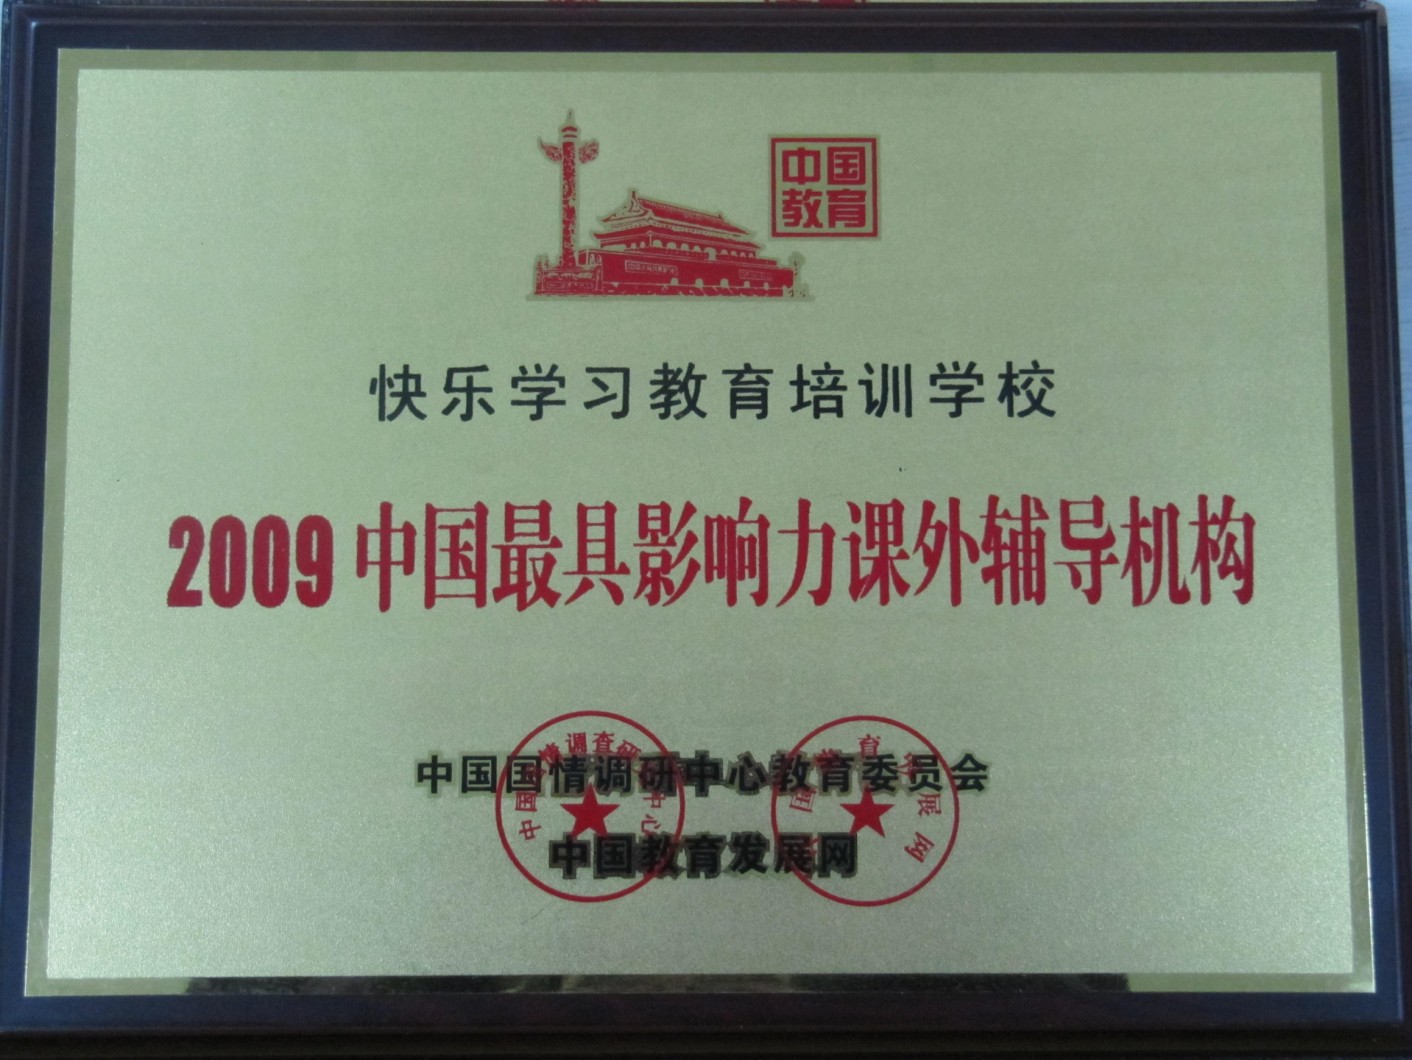 中国
教育
快乐学习教育培训学校
2009中国最具影响力课外辅导机构
中国国情调研中心教育委员会
中国教育发展网